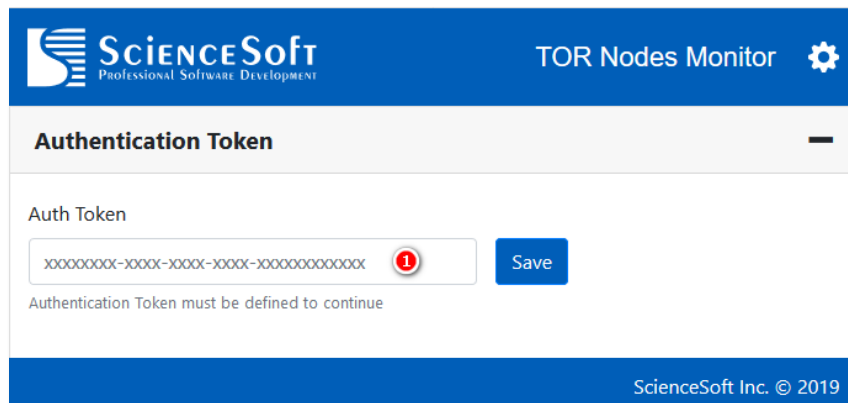 ScienceSoft
Professional Software Development
TOR Nodes Monitor
Authentication Token
Auth Token
xxxxxxxx-xxxx-xxxx-xxxx-xxxxxxxxxxxx
1
Save
Authentication Token must be defined to continue
ScienceSoft Inc. © 2019